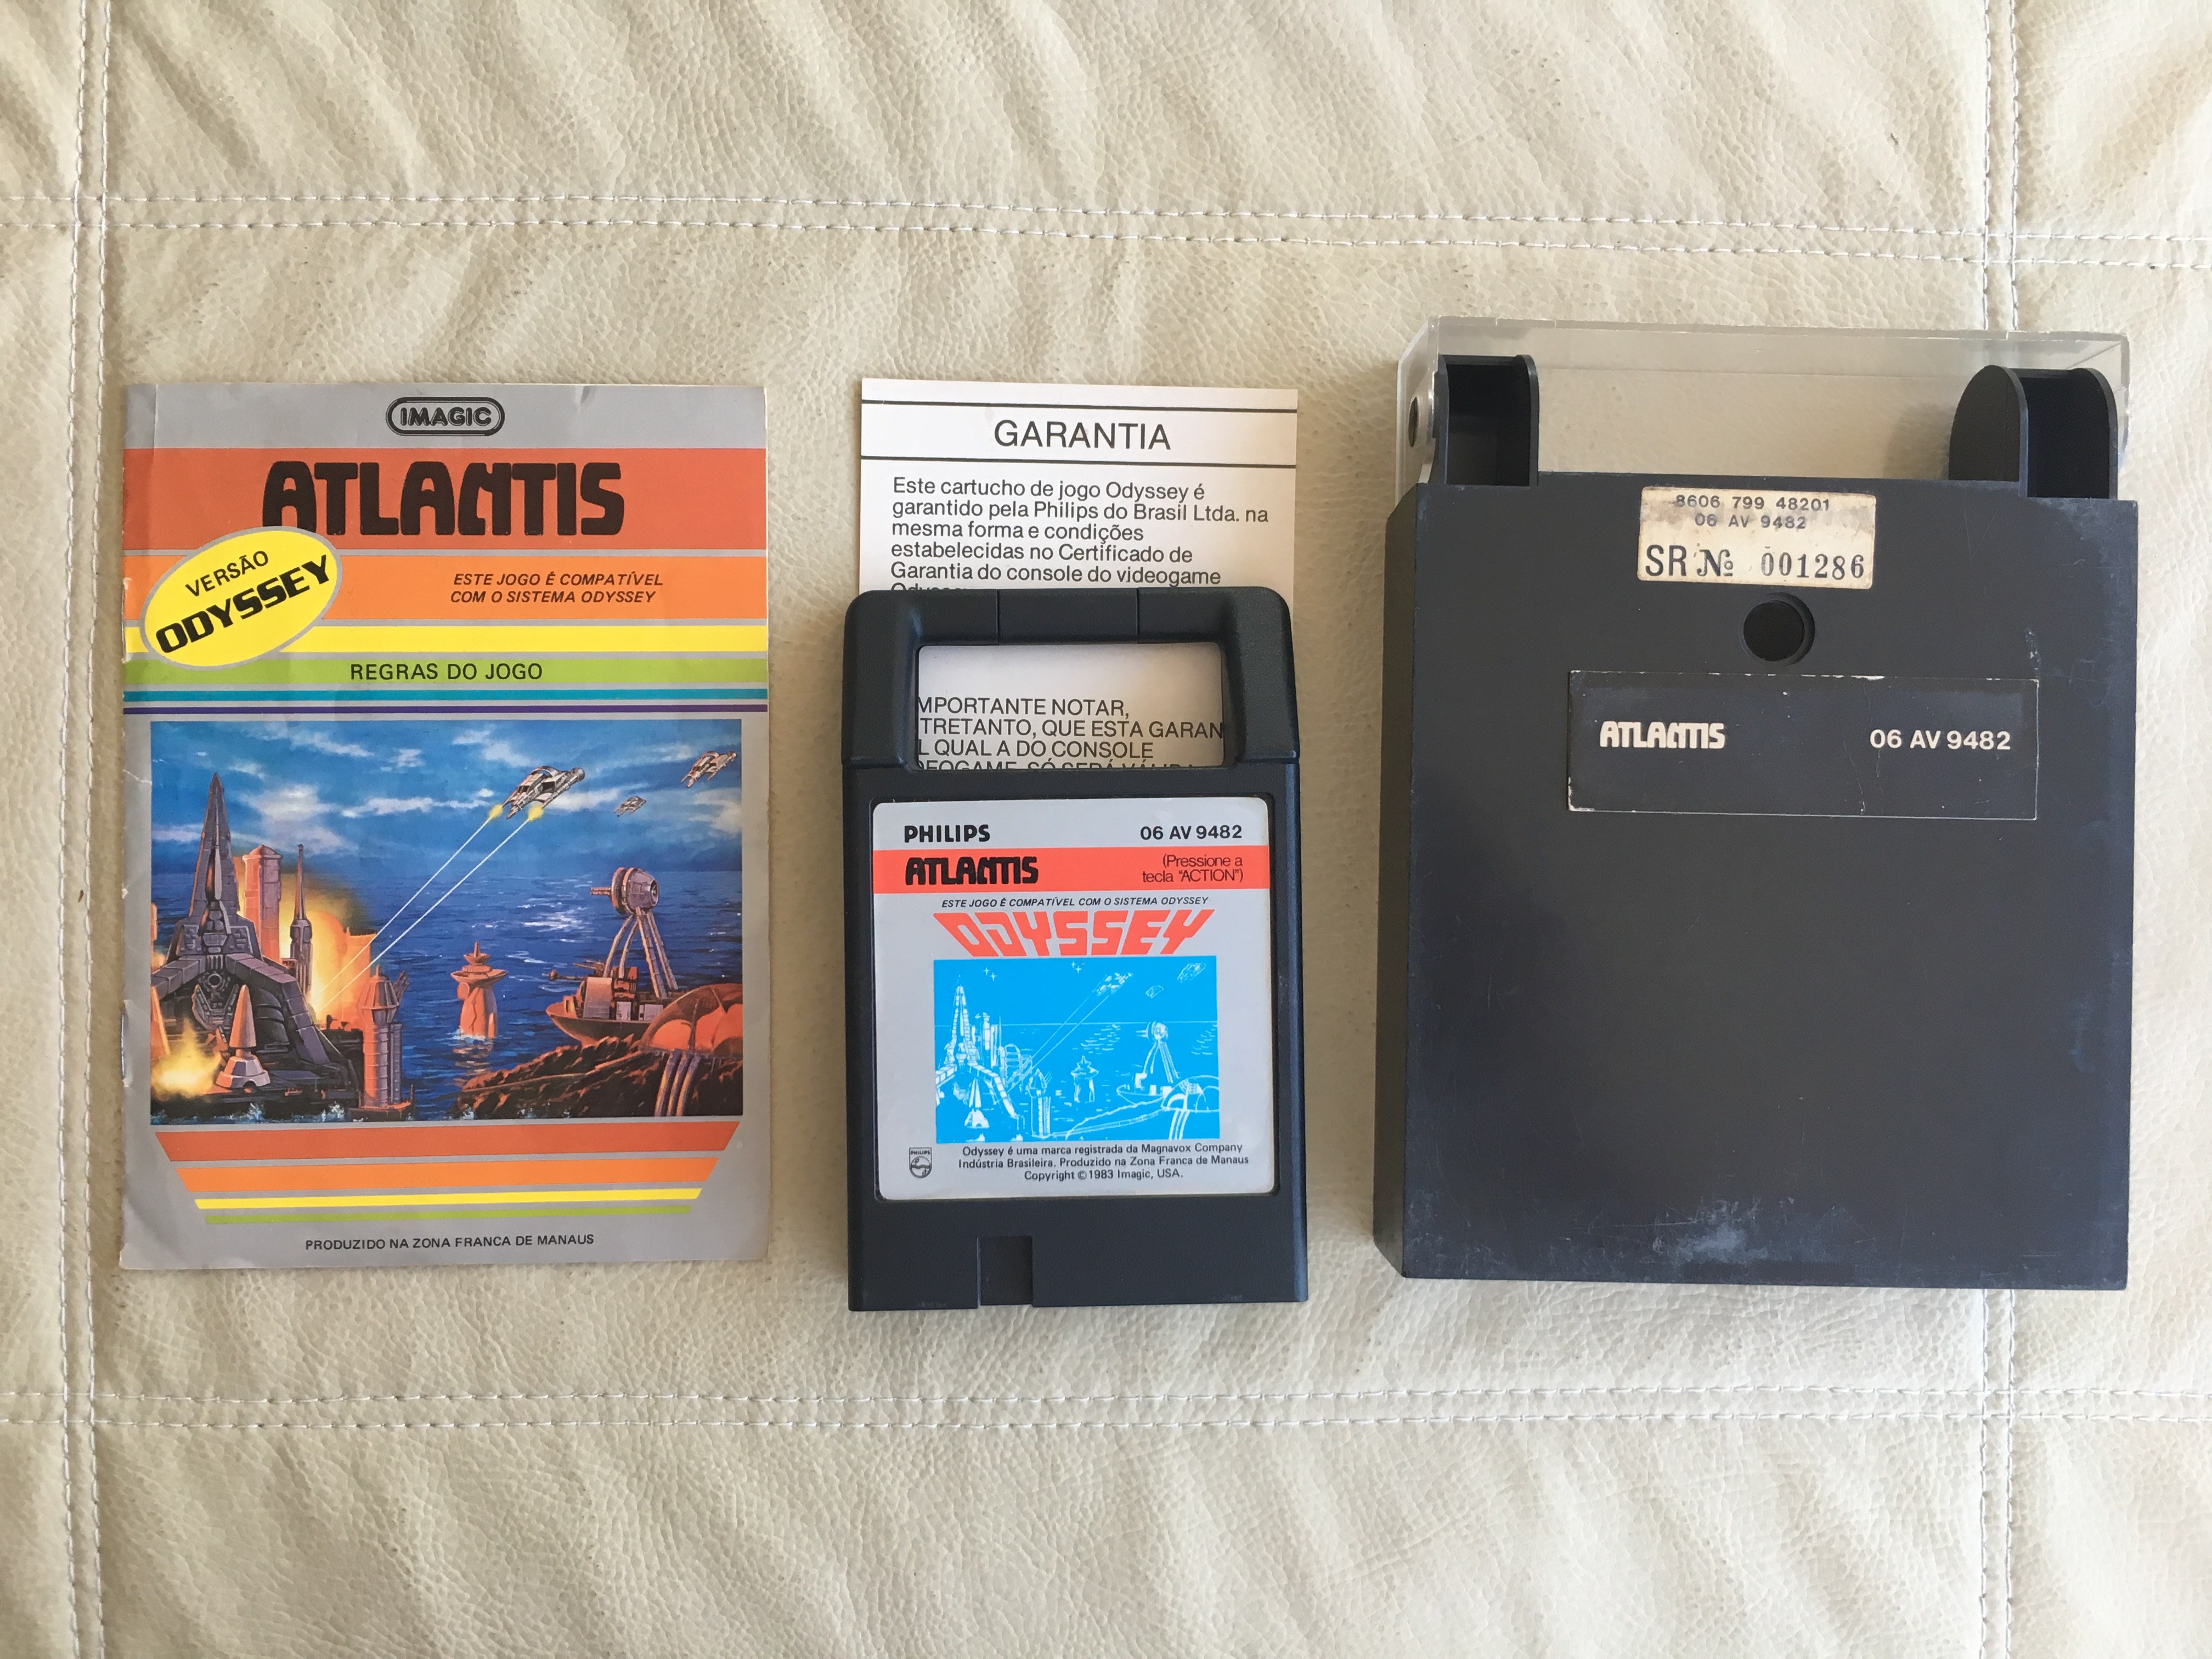 IMAGIC
ATLANTIS
VERSÃO
ODYSSEY
ESTE JOGO É COMPATÍVEL
COM O SISTEMA ODYSSEY
REGRAS DO JOGO
PRODUZIDO NA ZONA FRANCA DE MANAUS
GARANTIA
Este cartucho de jogo Odyssey é
garantido pela Philips do Brasil Ltda. na
mesma forma e condições
estabelecidas no Certificado de
Garantia do console do videogame
MPORTANTE NOTAR,
TRETANTO, QUE ESTA GARAN
L QUAL A DO CONSOLE
PHILIPS
06 AV 9482
ATLANTIS
(Pressione a
tecla "ACTION")
ESTE JOGO É COMPATÍVEL COM O SISTEMA ODYSSEY
ODYSSEY
PHILIPS
Odyssey é uma marca registrada da Magnavox Company
Indústria Brasileira. Produzido na Zona Franca de Manaus
Copyright © 1983 Imagic, USA.
8606 799 48201
06 AV 9482
SR No 001286
ATLANTIS
06 AV 9482